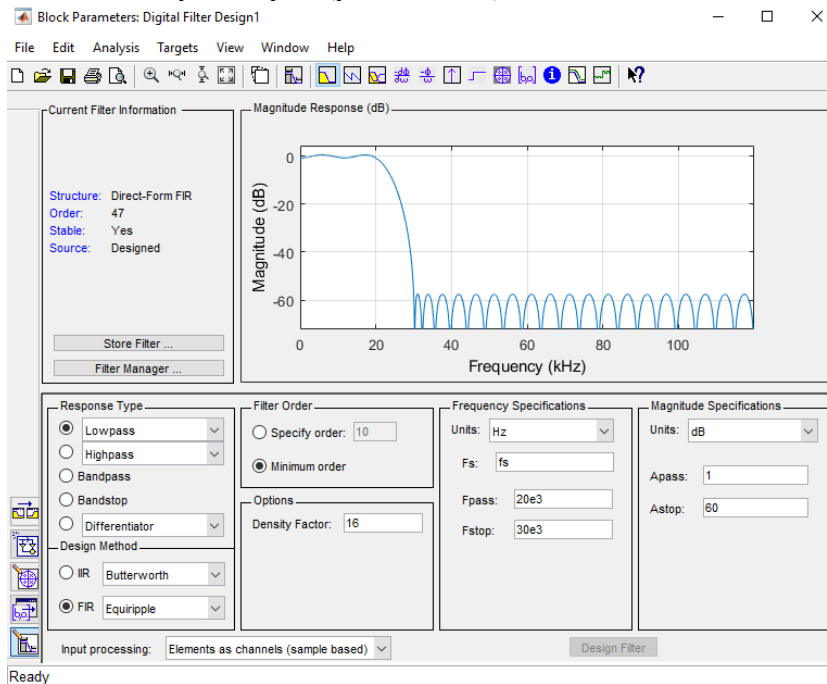 Block Parameters: Digital Filter Design1
File Edit Analysis Targets View Window Help
Current Filter Information
Structure: Direct-Form FIR
Order: 47
Stable: Yes
Source: Designed
Store Filter ...
Filter Manager ...
Magnitude Response (dB)
Magnitude (dB)
0
-20
-40
-60
0 20 40 60 80 100
Frequency (kHz)
Response Type
Lowpass
Highpass
Bandpass
Bandstop
Differentiator
Design Method
IIR Butterworth
FIR Equiripple
Filter Order
Specify order: 10
Minimum order
Options
Density Factor: 16
Frequency Specifications
Units: Hz
Fs: fs
Fpass: 20e3
Fstop: 30e3
Magnitude Specifications
Units: dB
Apass: 1
Astop: 60
Input processing: Elements as channels (sample based)
Design Filter
Ready